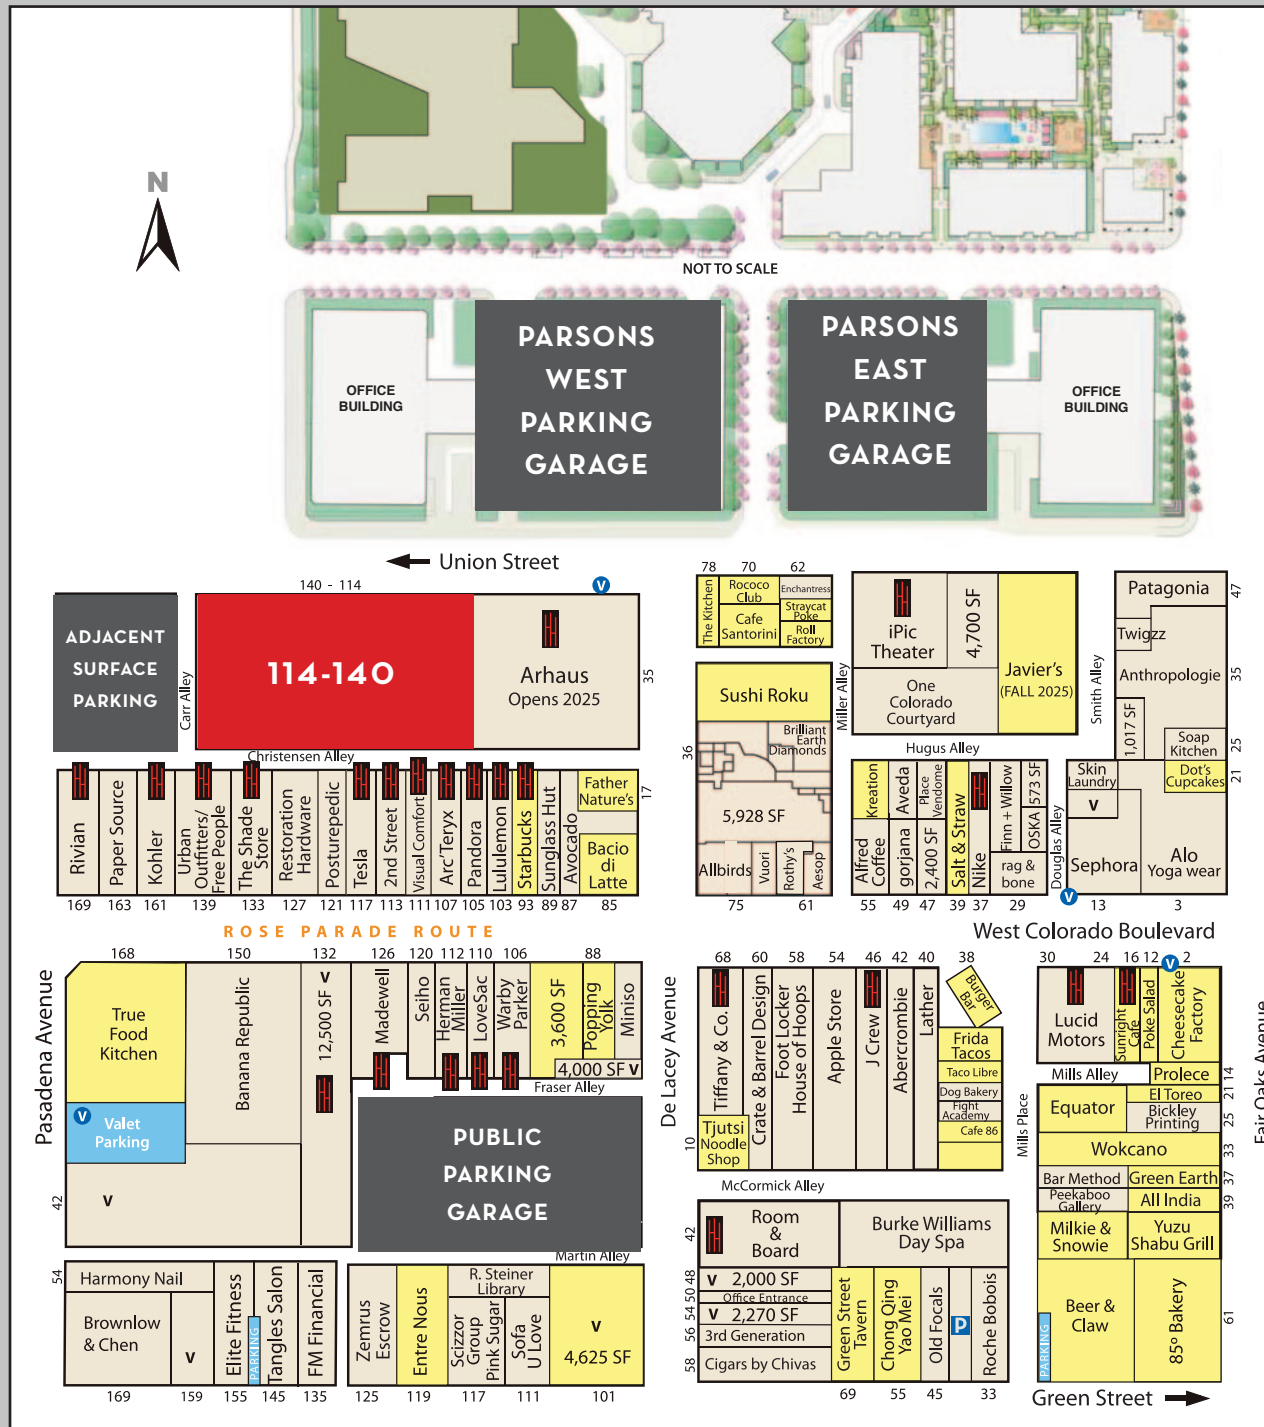 N
NOT TO SCALE
OFFICE
BUILDING
PARSONS
WEST
PARKING
GARAGE
PARSONS
EAST
PARKING
GARAGE
OFFICE
BUILDING
Union Street
140 - 114
V
ADJACENT
SURFACE
PARKING
Carr Alley
114-140
Arhaus
Opens 2025
35
Christensen Alley
78
70
62
The Kitchen
Rococo
Club
Cafe
Santorini
Enchantress
Straycat
Poke
Roll
Factory
Miller Alley
iPic
Theater
4,700 SF
Javier's
(FALL 2025)
One
Colorado
Courtyard
Hugus Alley
Smith Alley
Patagonia
47
Twigzz
Anthropologie
35
1,017 SF
Soap
Kitchen
25
Dot's
Cupcakes
21
Skin
Laundry
V
Sephora
Alo
Yoga wear
Douglas Alley
V
13
3
Sushi Roku
36
Brilliant
Earth
Diamonds
5,928 SF
Allbirds
Vuori
Rothy's
Aesop
75
61
Kreation
Alfred
Coffee
Aveda
gorjana
Place
Vendome
2,400 SF
Salt & Straw
Nike
Finn + Willow
OSKA
573 SF
rag &
bone
55
49
47
39
37
29
Rivian
Paper Source
Kohler
Urban
Outfitters/
Free People
The Shade
Store
Restoration
Hardware
Posturepedic
Tesla
2nd Street
Visual Comfort
Arc'Teryx
Pandora
Lululemon
Starbucks
Sunglass Hut
Avocado
Father
Nature's
17
Bacio
di
Latte
169
163
161
139
133
127
121
117
113
111
107
105
103
93
89
87
85
ROSE PARADE ROUTE
West Colorado Boulevard
Pasadena Avenue
168
150
132
126
120
112
110
106
88
True
Food
Kitchen
V
Valet
Parking
Banana Republic
V
12,500 SF
Madewell
Seiho
Herman
Miller
LoveSac
Warby
Parker
3,600 SF
Popping
Yolk
Miniso
4,000 SF V
Fraser Alley
PUBLIC
PARKING
GARAGE
42
V
Martin Alley
De Lacey Avenue
68
60
58
54
46
42
40
38
Tiffany & Co.
Crate & Barrel Design
Foot Locker
House of Hoops
Apple Store
J Crew
Abercrombie
Lather
Burger
Bar
Frida
Tacos
Taco Libre
Dog Bakery
Fight
Academy
Cafe 86
10
Tjutsi
Noodle
Shop
McCormick Alley
Mills Place
30
24
16
12
V
2
Lucid
Motors
Sunright
Cafe
Poke Salad
Cheesecake
Factory
Mills Alley
Prolece
14
Equator
El Toreo
21
Bickley
Printing
25
Wokcano
33
Bar Method
Green Earth
37
Peekaboo
Gallery
All India
39
Milkie &
Snowie
Yuzu
Shabu Grill
Beer &
Claw
85º Bakery
61
PARKING
Fair Oaks Avenue
Green Street
54
Harmony Nail
Brownlow
& Chen
V
Elite Fitness
PARKING
Tangles Salon
FM Financial
169
159
155
145
135
Zemrus
Escrow
Entre Nous
R. Steiner
Library
Scizzor
Group
Pink Sugar
Sofa
U Love
V
4,625 SF
125
119
117
111
101
42
Room
&
Board
Burke Williams
Day Spa
48
V 2,000 SF
50
Office Entrance
54
V 2,270 SF
56
3rd Generation
58
Cigars by Chivas
Green Street
Tavern
Chong Qing
Yao Mei
Old Focals
P
Roche Bobois
69
55
45
33